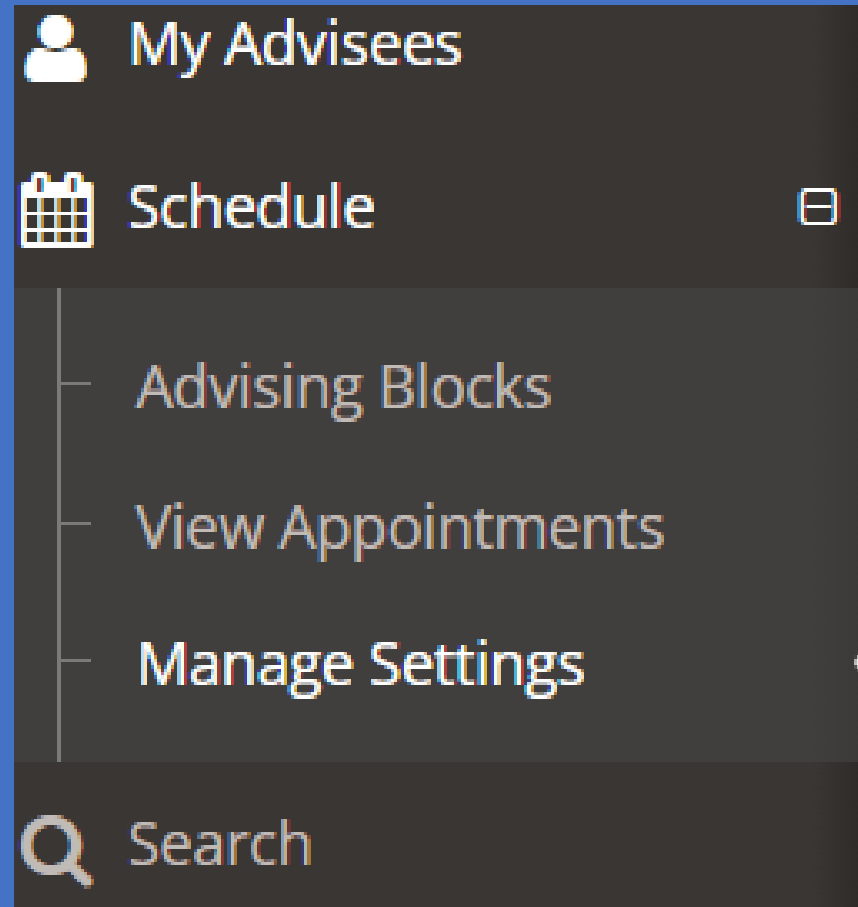 My Advisees
Schedule
Advising Blocks
View Appointments
Manage Settings
Search